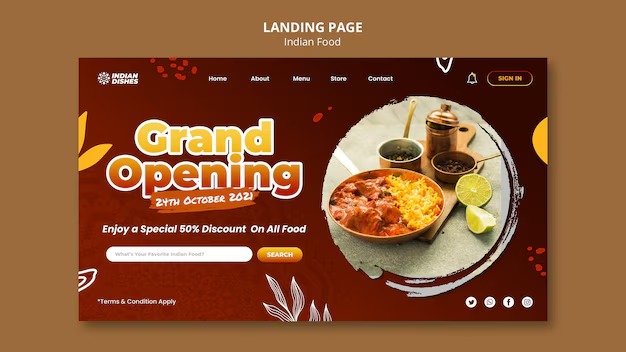 LANDING PAGE
Indian Food
INDIAN
DISHES
Home About Menu Store Contact
SIGN IN
Grand
Opening
24th October 2021
Enjoy a Special 50% Discount On All Food
What's Your Favorite Indian Food?
SEARCH
*Terms & Condition Apply